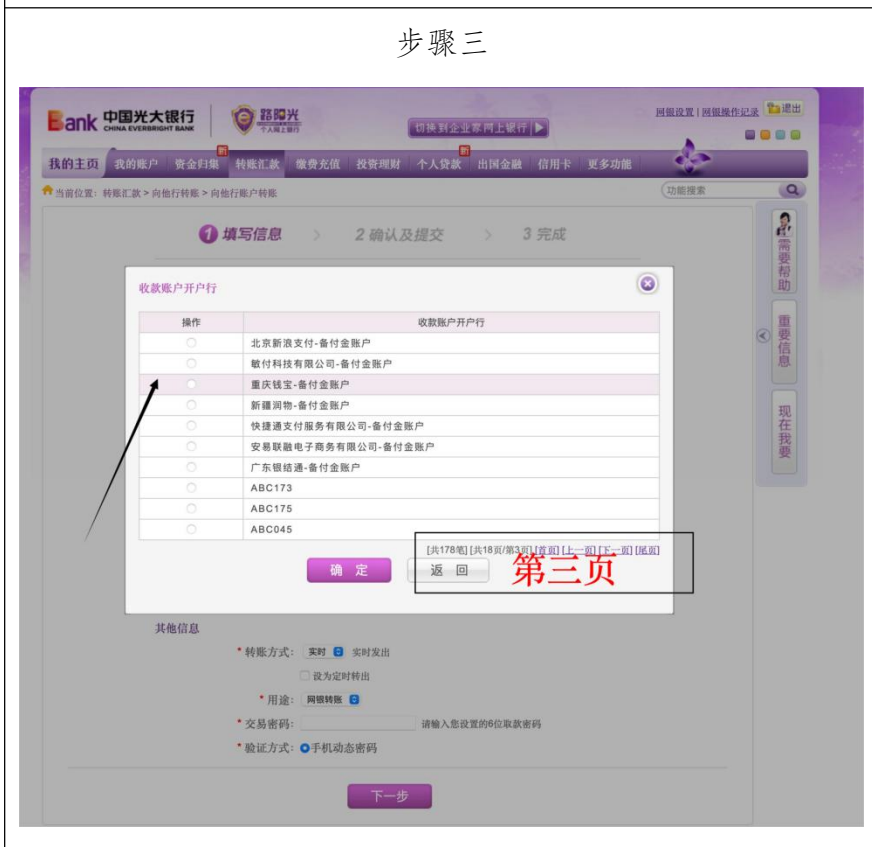 步骤三
Bank 中国光大银行 CHINA EVERBRIGHT BANK
阳光 个人网上银行
切换到企业家网上银行
网银设置 | 网银操作记录 退出
我的主页 我的账户 资金归集 转账汇款 缴费充值 投资理财 个人贷款 出国金融 信用卡 更多功能
当前位置: 转账汇款 > 向他行转账 > 向他行账户转账
功能搜索
1 填写信息 > 2 确认及提交 > 3 完成
需要帮助
重要信息
现在我要
收款账户开户行
操作 收款账户开户行
北京新浪支付-备付金账户
敏付科技有限公司-备付金账户
重庆钱宝-备付金账户
新疆润物-备付金账户
快捷通支付服务有限公司-备付金账户
安易联融电子商务有限公司-备付金账户
广东银结通-备付金账户
ABC173
ABC175
ABC045
[共178笔] [共18页/第3页] [首页] [上一页] [下一页] [尾页]
确 定 返 回
第三页
其他信息
* 转账方式: 实时 实时发出
设为定时转出
* 用途: 网银转账
* 交易密码: 请输入您设置的6位取款密码
* 验证方式: 手机动态密码
下一步